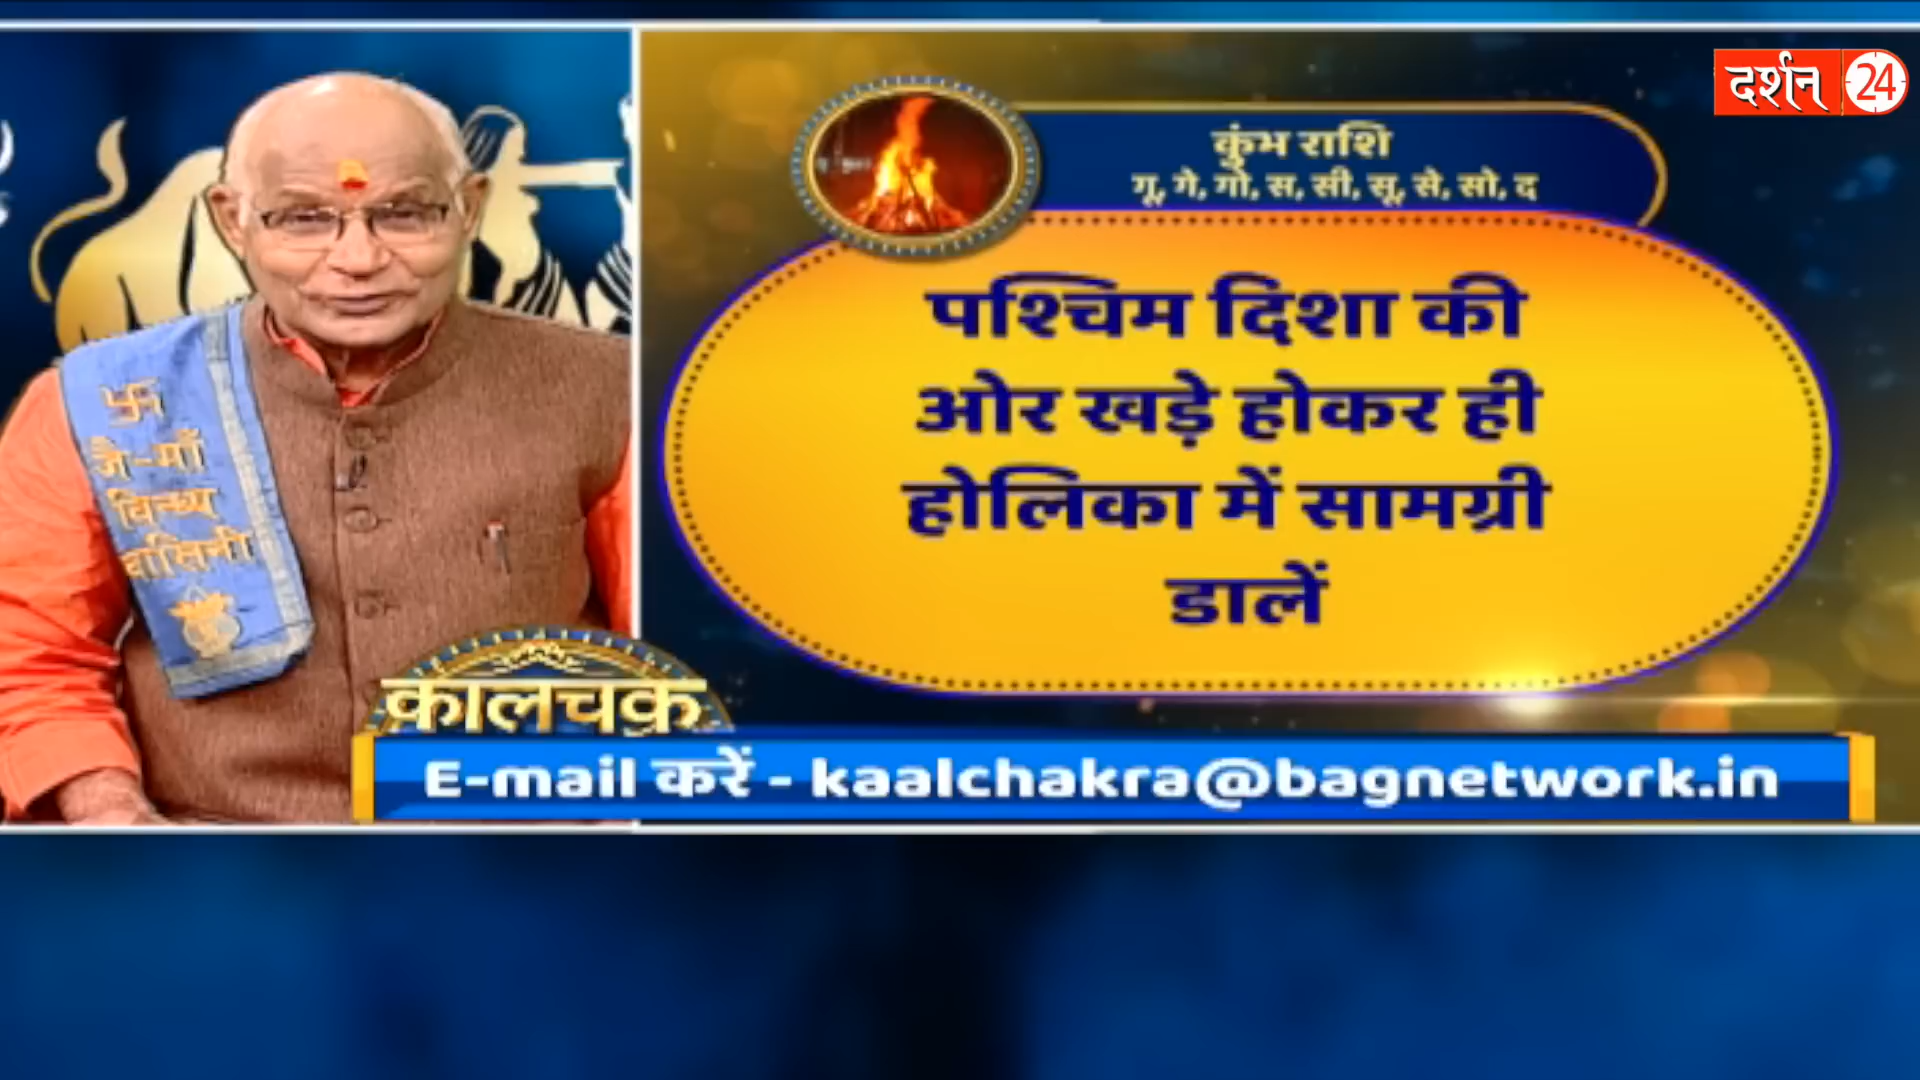 दर्शन 24
कुंभ राशि
गू, गे, गो, स, सी, सू, से, सो, द
पश्चिम दिशा की
ओर खड़े होकर ही
होलिका में सामग्री
डालें
जै-माँ
विन्ध्य
वासिनी
कालचक्र
E-mail करें - kaalchakra@bagnetwork.in